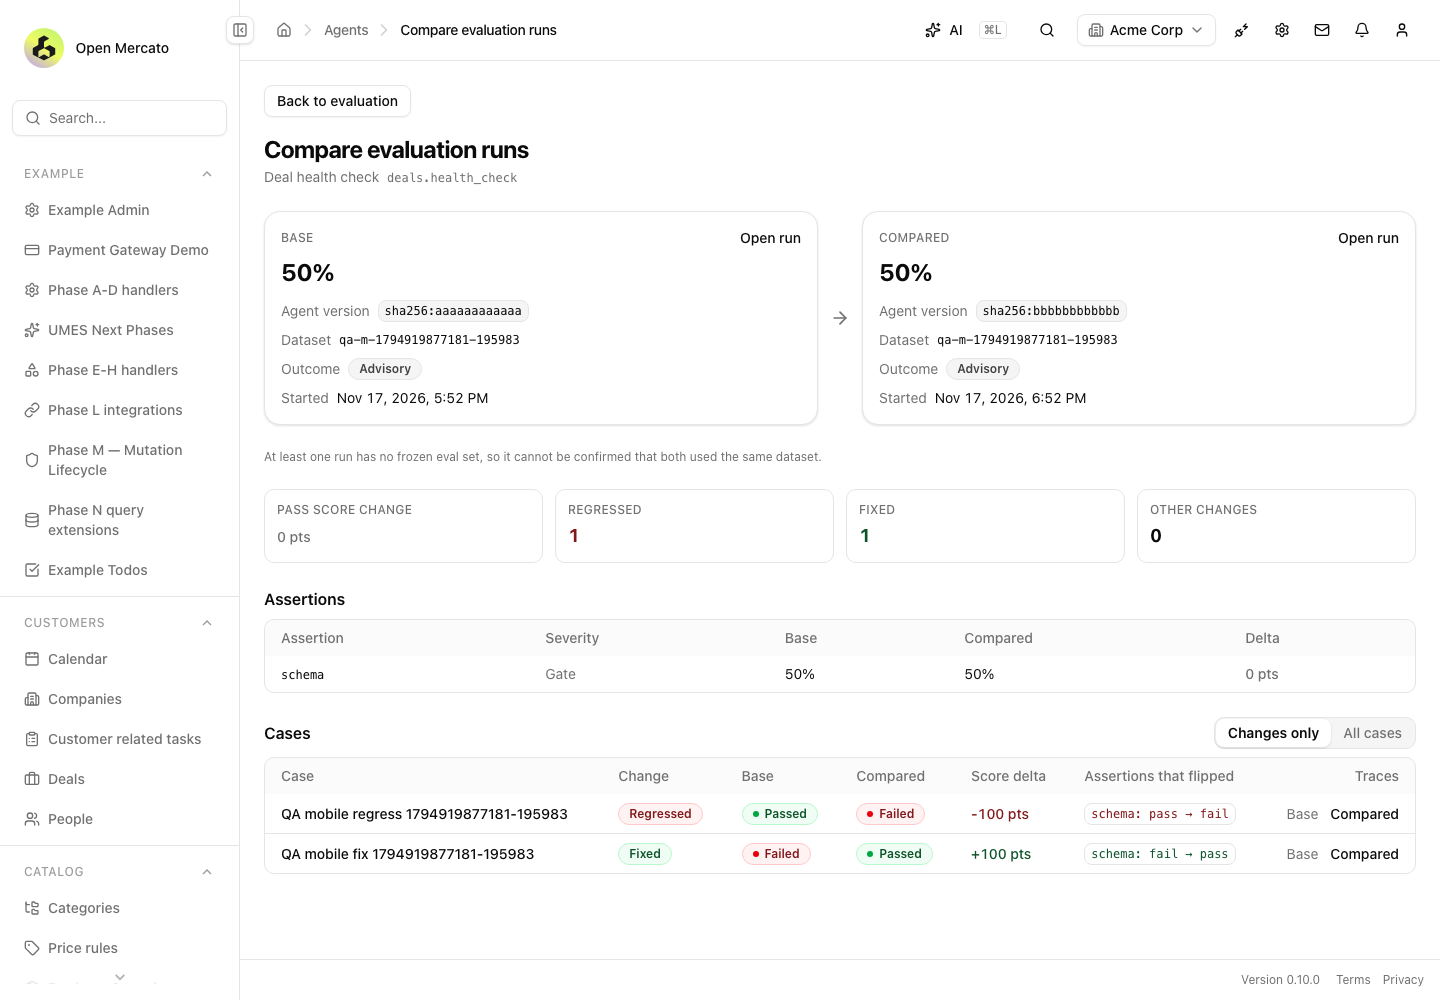 Open Mercato
Search...
EXAMPLE
Example Admin
Payment Gateway Demo
Phase A-D handlers
UMES Next Phases
Phase E-H handlers
Phase L integrations
Phase M — Mutation
Lifecycle
Phase N query
extensions
Example Todos
CUSTOMERS
Calendar
Companies
Customer related tasks
Deals
People
CATALOG
Categories
Price rules
Agents
Compare evaluation runs
AI ⌘L
Acme Corp
Back to evaluation
Compare evaluation runs
Deal health check deals.health_check
BASE
Open run
50%
Agent version sha256:aaaaaaaaaaaa
Dataset qa-m-1794919877181-195983
Outcome Advisory
Started Nov 17, 2026, 5:52 PM
COMPARED
Open run
50%
Agent version sha256:bbbbbbbbbbbb
Dataset qa-m-1794919877181-195983
Outcome Advisory
Started Nov 17, 2026, 6:52 PM
At least one run has no frozen eval set, so it cannot be confirmed that both used the same dataset.
PASS SCORE CHANGE
0 pts
REGRESSED
1
FIXED
1
OTHER CHANGES
0
Assertions
Assertion Severity Base Compared Delta
schema Gate 50% 50% 0 pts
Cases
Changes only All cases
Case Change Base Compared Score delta Assertions that flipped Traces
QA mobile regress 1794919877181-195983 Regressed Passed Failed -100 pts schema: pass → fail Base Compared
QA mobile fix 1794919877181-195983 Fixed Failed Passed +100 pts schema: fail → pass Base Compared
Version 0.10.0 Terms Privacy